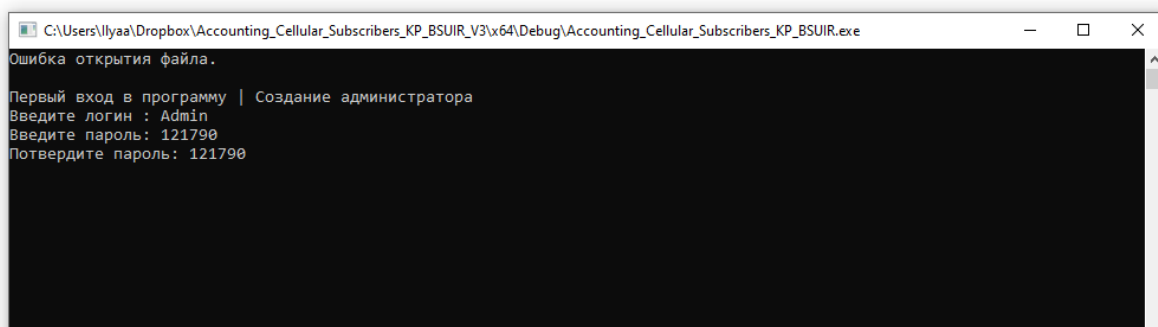 C:\Users\Ilyaa\Dropbox\Accounting_Cellular_Subscribers_KP_BSUIR_V3\x64\Debug\Accounting_Cellular_Subscribers_KP_BSUIR.exe
Ошибка открытия файла.
Первый вход в программу | Создание администратора
Введите логин : Admin
Введите пароль: 121790
Потвердите пароль: 121790